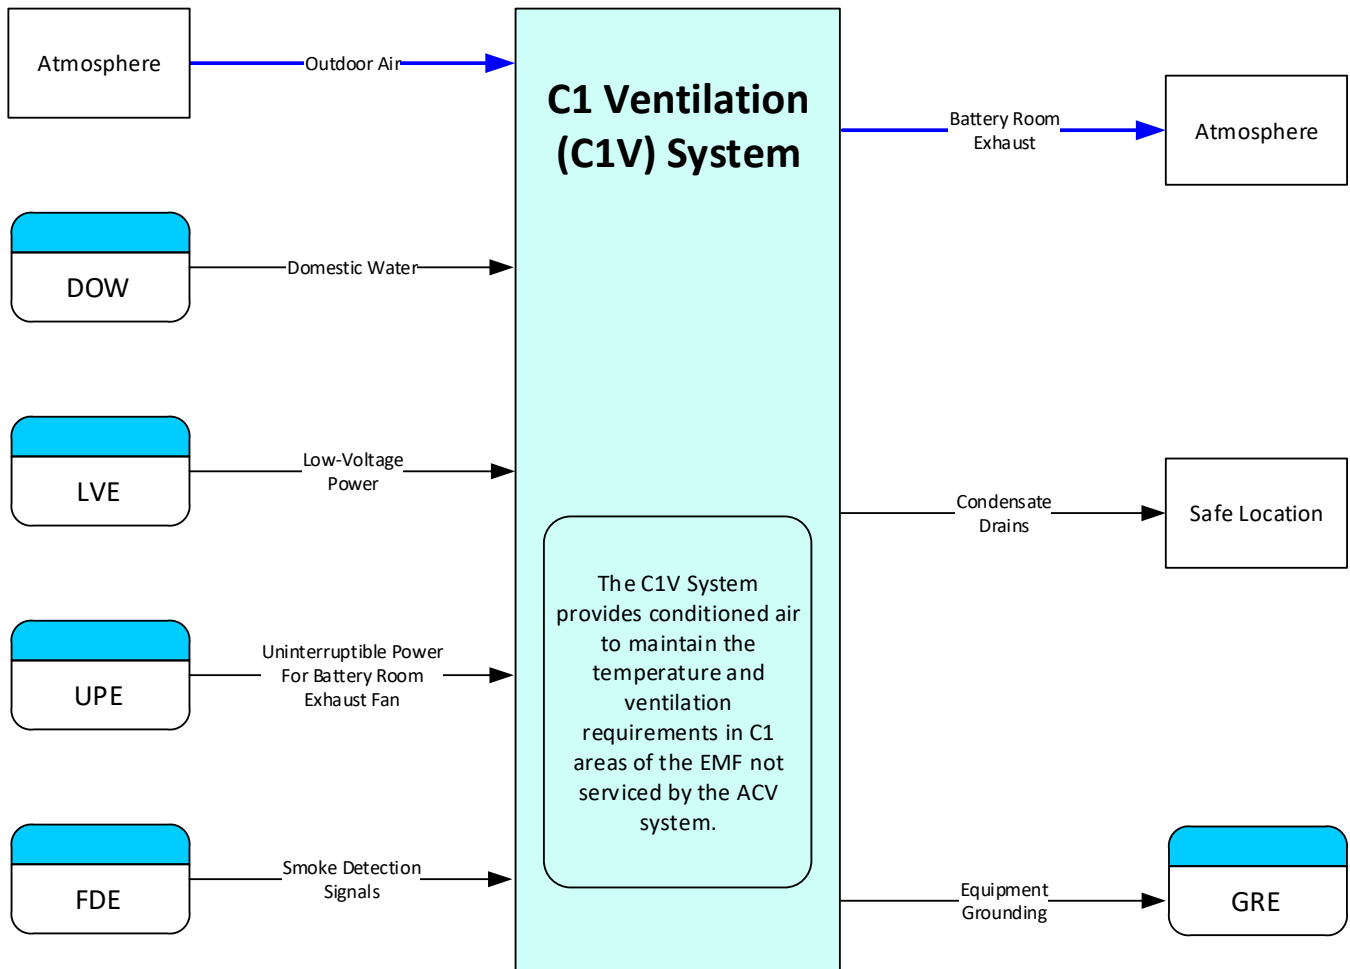 Atmosphere
Outdoor Air
C1 Ventilation
(C1V) System
Battery Room
Exhaust
Atmosphere
DOW
Domestic Water
LVE
Low-Voltage
Power
Condensate
Drains
Safe Location
The C1V System
provides conditioned air
to maintain the
temperature and
ventilation
requirements in C1
areas of the EMF not
serviced by the ACV
system.
UPE
Uninterruptible Power
For Battery Room
Exhaust Fan
FDE
Smoke Detection
Signals
Equipment
Grounding
GRE